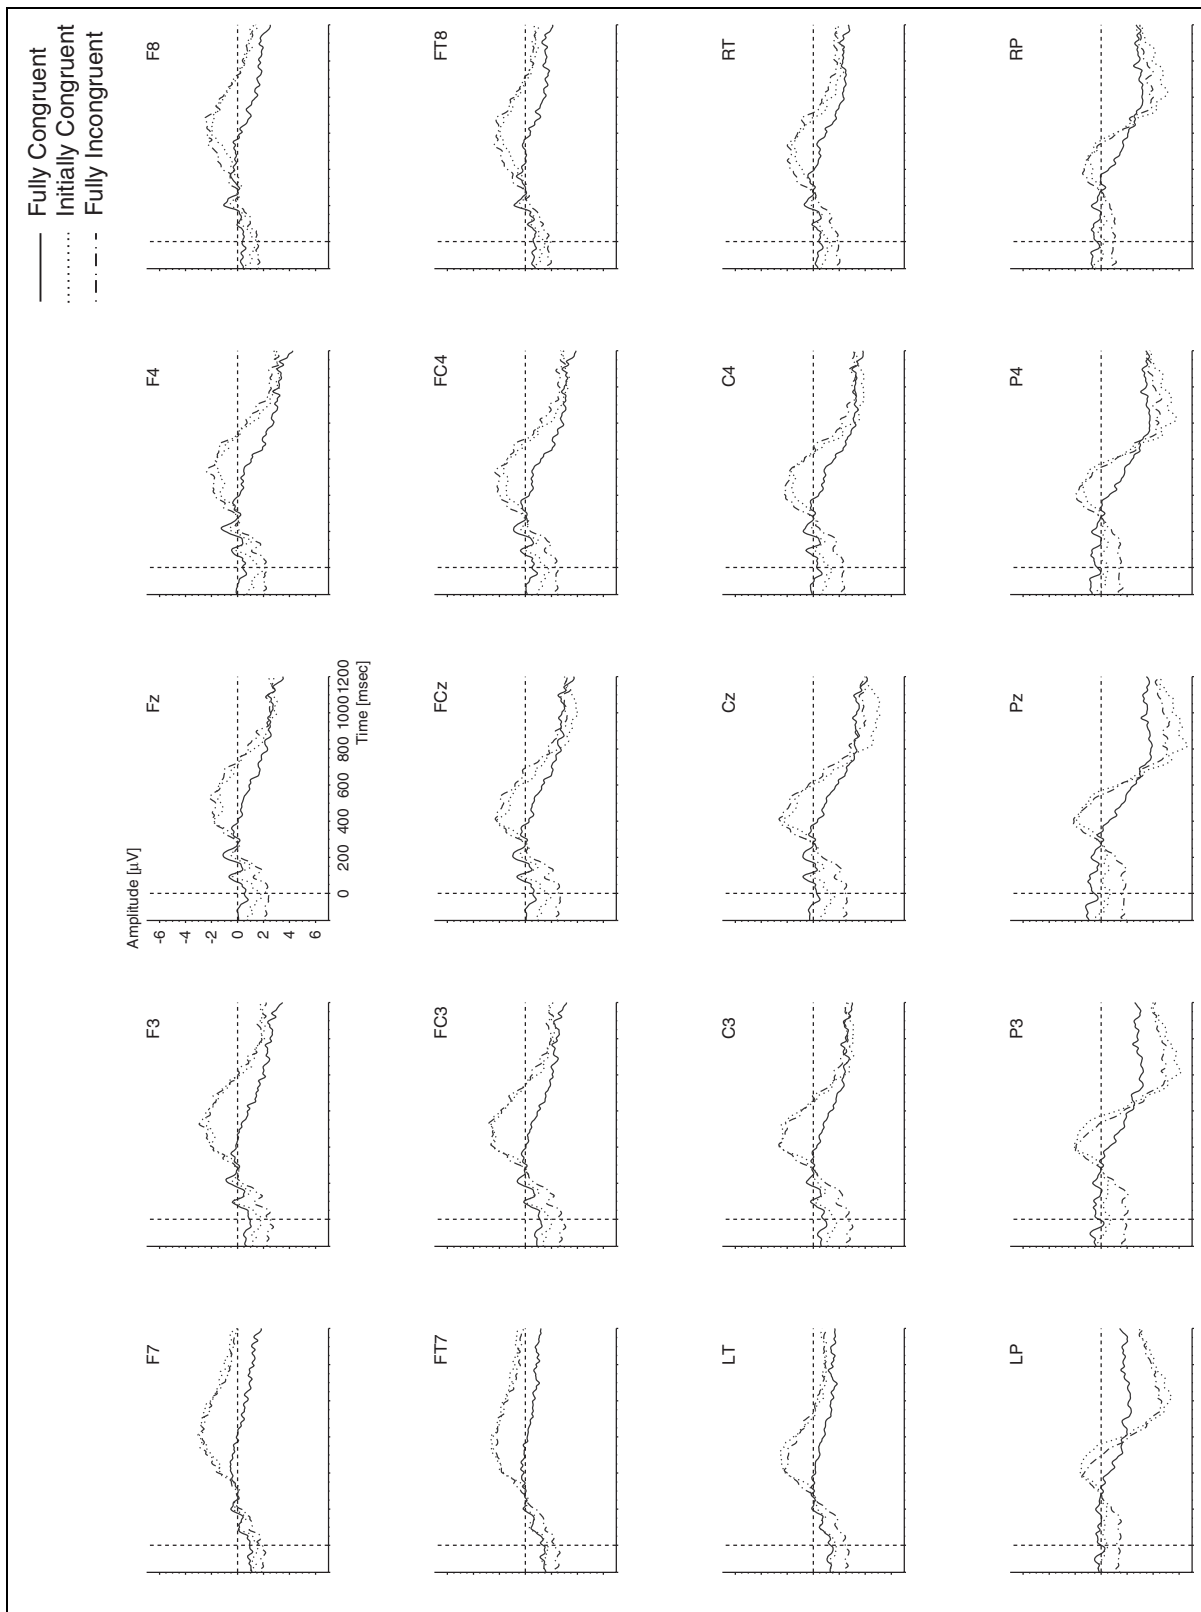 Fully Congruent
Initially Congruent
Fully Incongruent
F7
F3
Fz
F4
F8
Amplitude [µV]
-6
-4
-2
0
2
4
6
0 200 400 600 800 1000 1200
Time [msec]
FT7
FC3
FCz
FC4
FT8
LT
C3
Cz
C4
RT
LP
P3
Pz
P4
RP